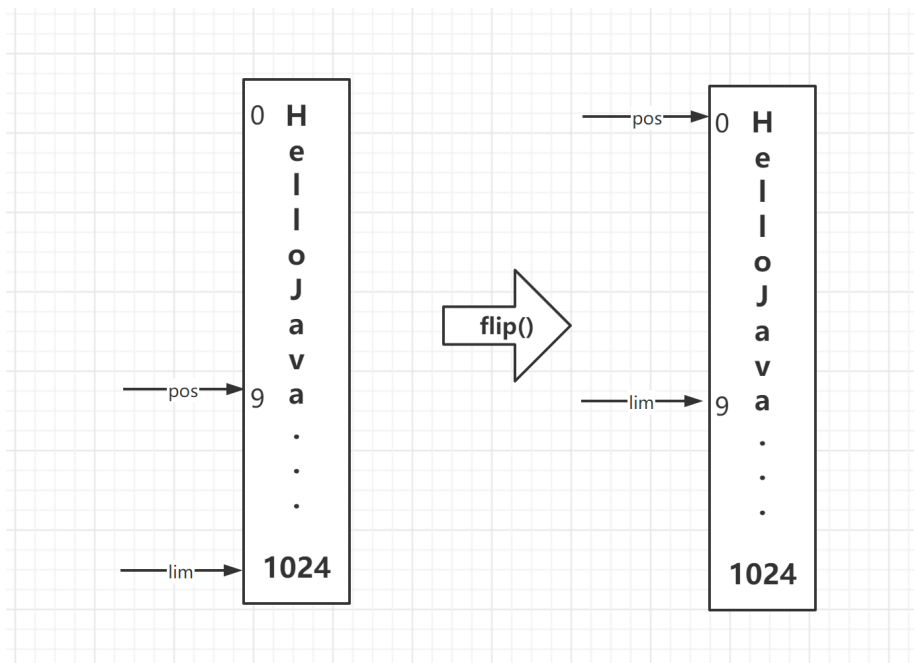 0 H
e
l
l
o
J
a
v
pos 9 a
.
.
.
lim 1024
flip()
pos 0 H
e
l
l
o
J
a
v
lim 9 a
.
.
.
1024